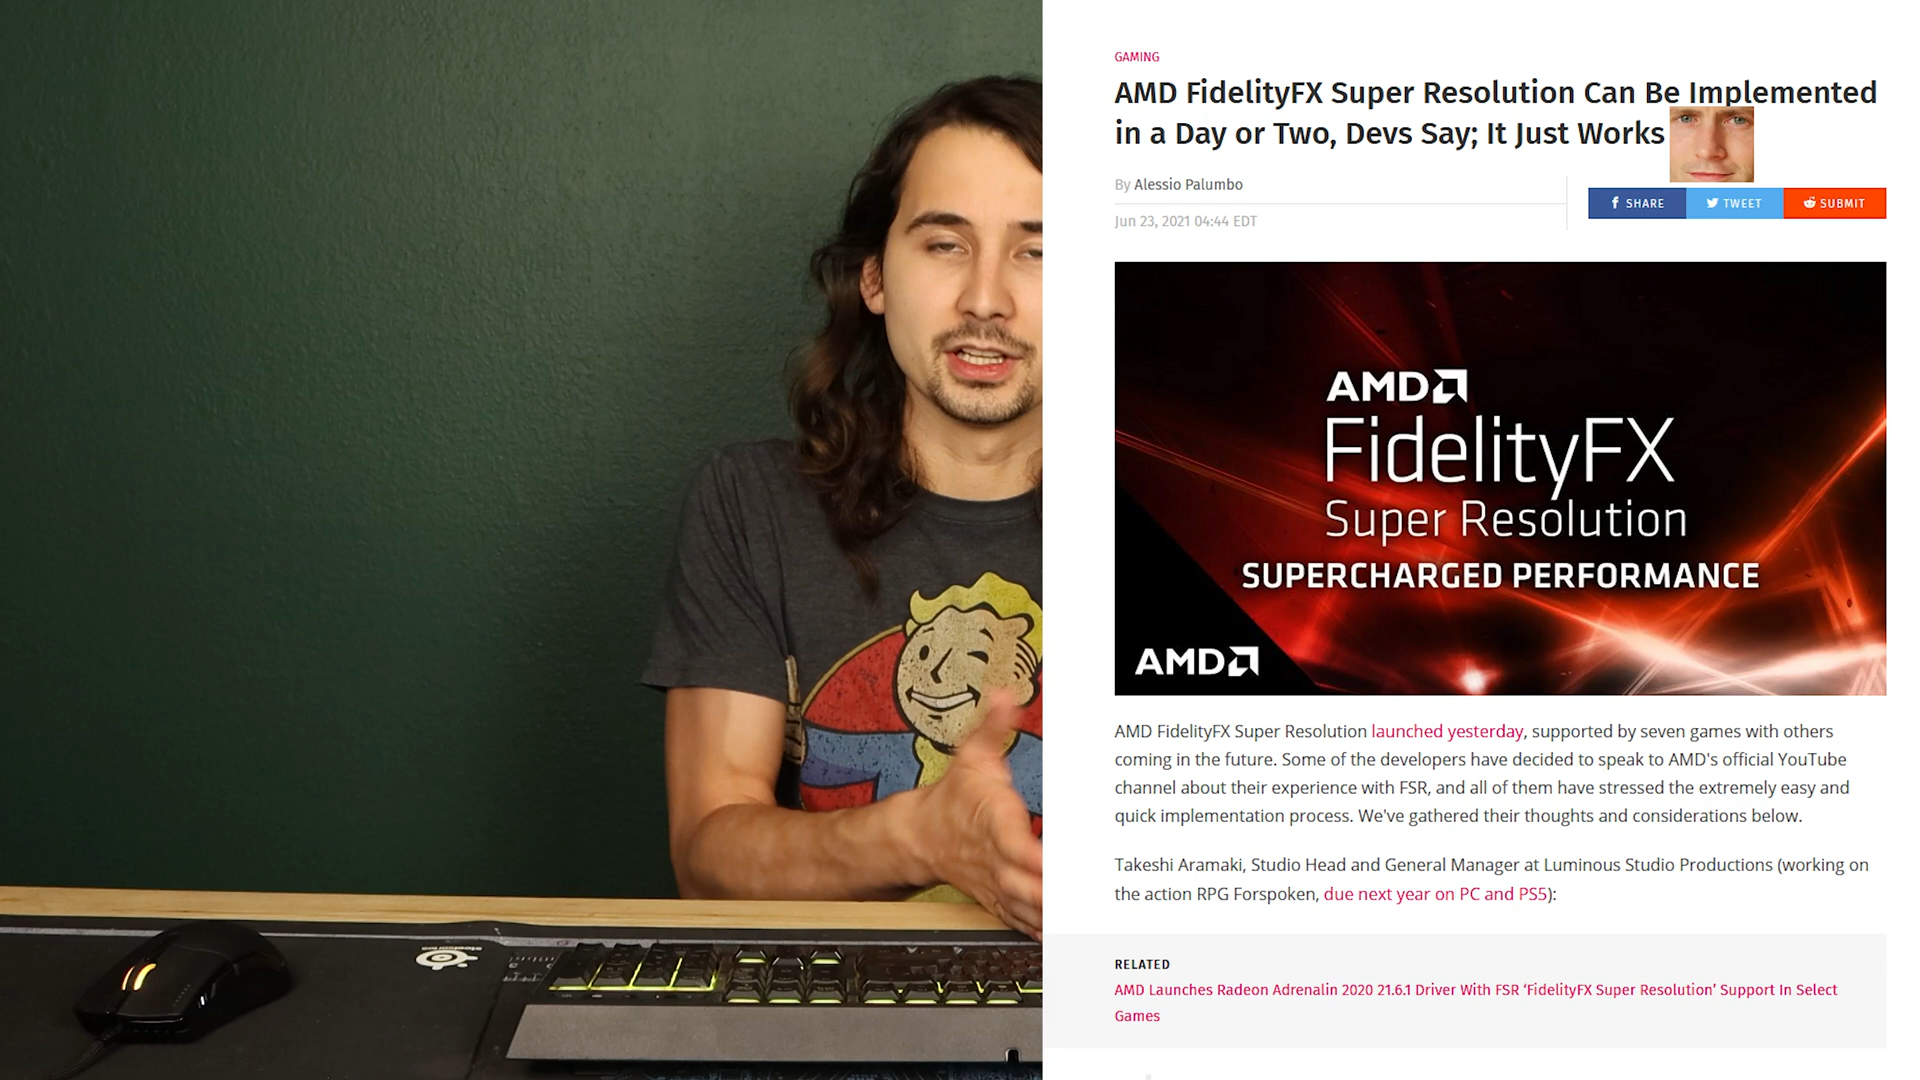 GAMING
AMD FidelityFX Super Resolution Can Be Implemented
in a Day or Two, Devs Say; It Just Works
By Alessio Palumbo
Jun 23, 2021 04:44 EDT
SHARE
TWEET
SUBMIT
AMD
FidelityFX
Super Resolution
SUPERCHARGED PERFORMANCE
AMD
AMD FidelityFX Super Resolution launched yesterday, supported by seven games with others
coming in the future. Some of the developers have decided to speak to AMD's official YouTube
channel about their experience with FSR, and all of them have stressed the extremely easy and
quick implementation process. We've gathered their thoughts and considerations below.
Takeshi Aramaki, Studio Head and General Manager at Luminous Studio Productions (working on
the action RPG Forspoken, due next year on PC and PS5):
RELATED
AMD Launches Radeon Adrenalin 2020 21.6.1 Driver With FSR ‘FidelityFX Super Resolution’ Support In Select
Games